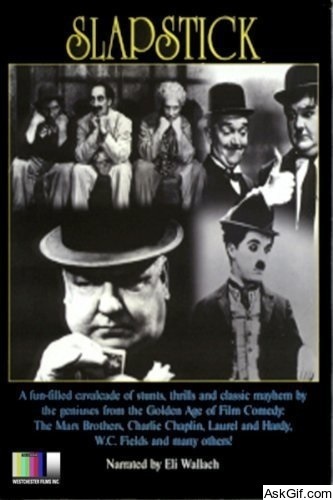 SLAPSTICK
A fun-filled cavalcade of stunts, thrills and classic mayhem by
the geniuses from the Golden Age of Film Comedy:
The Marx Brothers, Charlie Chaplin, Laurel and Hardy,
W.C. Fields and many others!
Narrated by Eli Wallach
WESTCHESTER FILMS INC
AskGif.com